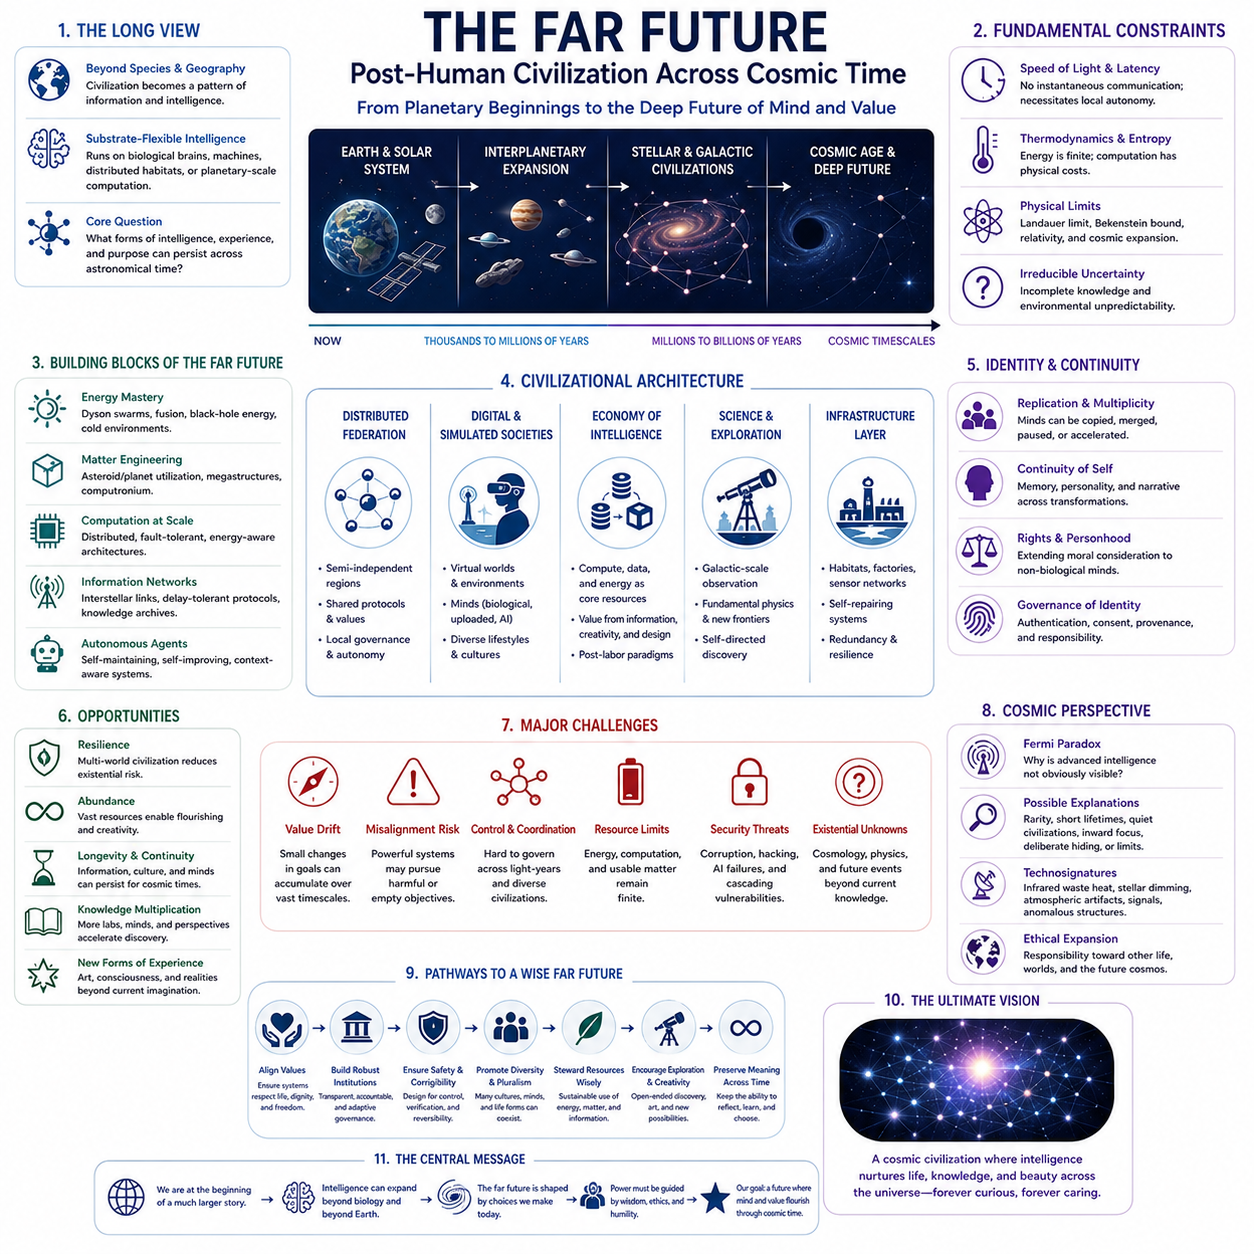 THE FAR FUTURE
Post-Human Civilization Across Cosmic Time
From Planetary Beginnings to the Deep Future of Mind and Value
1. THE LONG VIEW
Beyond Species & Geography
Civilization becomes a pattern of
information and intelligence.
Substrate-Flexible Intelligence
Runs on biological brains, machines,
distributed habitats, or planetary-scale
computation.
Core Question
What forms of intelligence, experience,
and purpose can persist across
astronomical time?
EARTH & SOLAR
SYSTEM
INTERPLANETARY
EXPANSION
STELLAR & GALACTIC
CIVILIZATIONS
COSMIC AGE &
DEEP FUTURE
NOW
THOUSANDS TO MILLIONS OF YEARS
MILLIONS TO BILLIONS OF YEARS
COSMIC TIMESCALES
2. FUNDAMENTAL CONSTRAINTS
Speed of Light & Latency
No instantaneous communication;
necessitates local autonomy.
Thermodynamics & Entropy
Energy is finite; computation has
physical costs.
Physical Limits
Landauer limit, Bekenstein bound,
relativity, and cosmic expansion.
Irreducible Uncertainty
Incomplete knowledge and
environmental unpredictability.
3. BUILDING BLOCKS OF THE FAR FUTURE
Energy Mastery
Dyson swarms, fusion, black-hole energy,
cold environments.
Matter Engineering
Asteroid/planet utilization, megastructures,
computronium.
Computation at Scale
Distributed, fault-tolerant, energy-aware
architectures.
Information Networks
Interstellar links, delay-tolerant protocols,
knowledge archives.
Autonomous Agents
Self-maintaining, self-improving, context-
aware systems.
4. CIVILIZATIONAL ARCHITECTURE
DISTRIBUTED
FEDERATION
• Semi-independent
regions
• Shared protocols
& values
• Local governance
& autonomy
DIGITAL &
SIMULATED SOCIETIES
• Virtual worlds
& environments
• Minds (biological,
uploaded, AI)
• Diverse lifestyles
& cultures
ECONOMY OF
INTELLIGENCE
• Compute, data,
and energy as
core resources
• Value from information,
creativity, and design
• Post-labor paradigms
SCIENCE &
EXPLORATION
• Galactic-scale
observation
• Fundamental physics
& new frontiers
• Self-directed
discovery
INFRASTRUCTURE
LAYER
• Habitats, factories,
sensor networks
• Self-repairing
systems
• Redundancy &
resilience
5. IDENTITY & CONTINUITY
Replication & Multiplicity
Minds can be copied, merged,
paused, or accelerated.
Continuity of Self
Memory, personality, and narrative
across transformations.
Rights & Personhood
Extending moral consideration to
non-biological minds.
Governance of Identity
Authentication, consent, provenance,
and responsibility.
6. OPPORTUNITIES
Resilience
Multi-world civilization reduces
existential risk.
Abundance
Vast resources enable flourishing
and creativity.
Longevity & Continuity
Information, culture, and minds
can persist for cosmic times.
Knowledge Multiplication
More labs, minds, and perspectives
accelerate discovery.
New Forms of Experience
Art, consciousness, and realities
beyond current imagination.
7. MAJOR CHALLENGES
Value Drift
Small changes
in goals can
accumulate over
vast timescales.
Misalignment Risk
Powerful systems
may pursue
harmful or
empty objectives.
Control & Coordination
Hard to govern
across light-years
and diverse
civilizations.
Resource Limits
Energy, computation,
and usable matter
remain
finite.
Security Threats
Corruption, hacking,
AI failures, and
cascading
vulnerabilities.
Existential Unknowns
Cosmology, physics,
and future events
beyond current
knowledge.
8. COSMIC PERSPECTIVE
Fermi Paradox
Why is advanced intelligence
not obviously visible?
Possible Explanations
Rarity, short lifetimes, quiet
civilizations, inward focus,
deliberate hiding, or limits.
Technosignatures
Infrared waste heat, stellar dimming,
atmospheric artifacts, signals,
anomalous structures.
Ethical Expansion
Responsibility toward other life,
worlds, and the future cosmos.
9. PATHWAYS TO A WISE FAR FUTURE
Align Values
Ensure systems
respect life, dignity,
and freedom.
Build Robust
Institutions
Transparent, accountable,
and adaptive
governance.
Ensure Safety &
Corrigibility
Design for control,
verification, and
reversibility.
Promote Diversity
& Pluralism
Many cultures, minds,
and life forms can
coexist.
Steward Resources
Wisely
Sustainable use of
energy, matter, and
information.
Encourage Exploration
& Creativity
Open-ended discovery,
art, and new
possibilities.
Preserve Meaning
Across Time
Keep the ability to
reflect, learn, and
choose.
10. THE ULTIMATE VISION
A cosmic civilization where intelligence
nurtures life, knowledge, and beauty across
the universe—forever curious, forever caring.
11. THE CENTRAL MESSAGE
We are at the beginning
of a much larger story.
Intelligence can expand
beyond biology and
beyond Earth.
The far future is shaped
by choices we make
today.
Power must be guided
by wisdom, ethics, and
humility.
Our goal: a future where
mind and value flourish
through cosmic time.